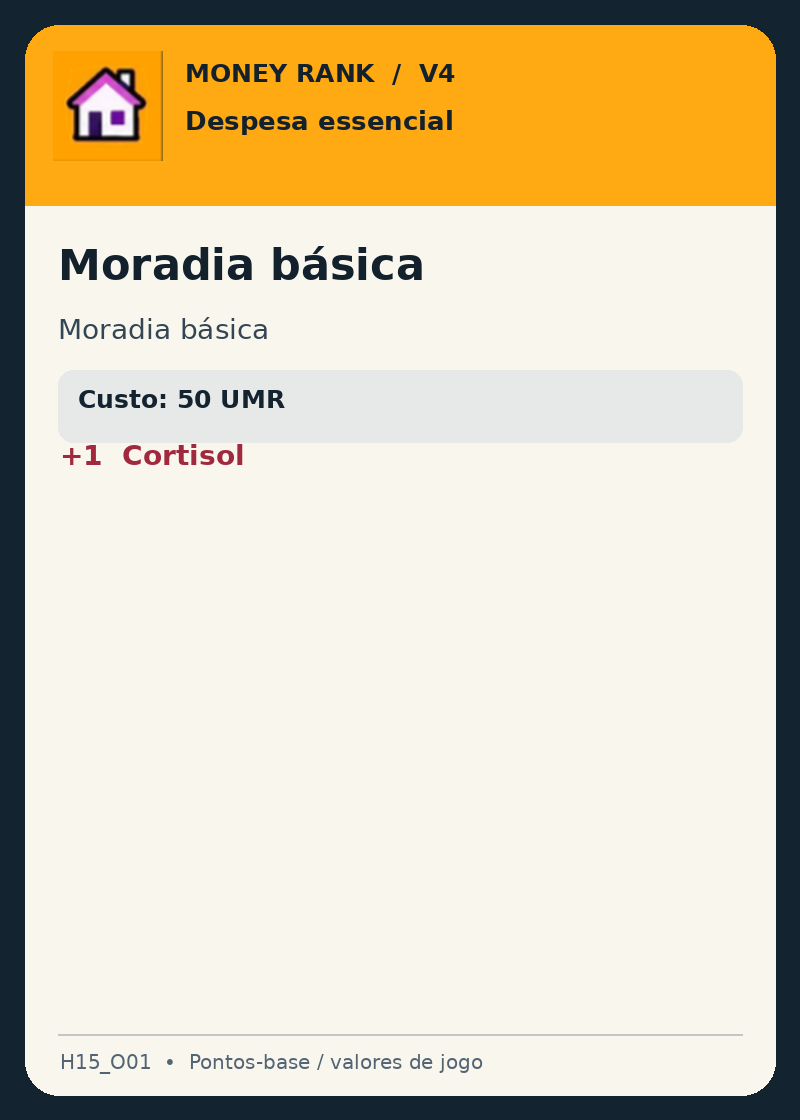 MONEY RANK / V4
Despesa essencial
Moradia básica
Moradia básica
Custo: 50 UMR
+1 Cortisol
H15_O01 • Pontos-base / valores de jogo